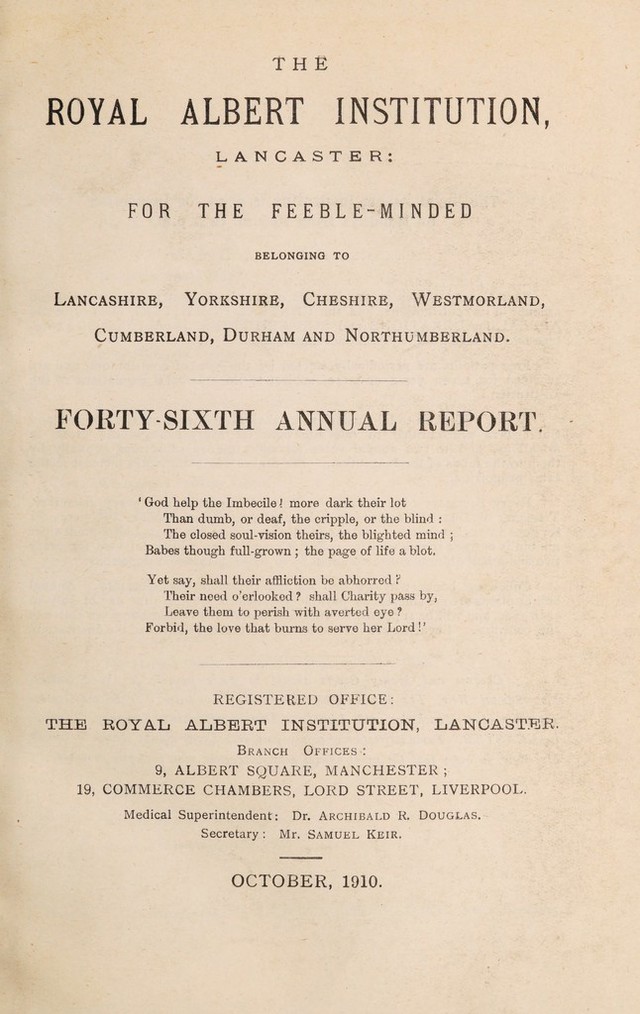 THE
ROYAL ALBERT INSTITUTION,
LANCASTER:
FOR THE FEEBLE-MINDED
BELONGING TO
LANCASHIRE, YORKSHIRE, CHESHIRE, WESTMORLAND,
CUMBERLAND, DURHAM AND NORTHUMBERLAND.
FORTY-SIXTH ANNUAL REPORT.
‘God help the Imbecile! more dark their lot
Than dumb, or deaf, the cripple, or the blind :
The closed soul-vision theirs, the blighted mind ;
Babes though full-grown ; the page of life a blot.
Yet say, shall their affliction be abhorred ?
Their need o’erlooked ? shall Charity pass by,
Leave them to perish with averted eye ?
Forbid, the love that burns to serve her Lord!’
REGISTERED OFFICE:
THE ROYAL ALBERT INSTITUTION, LANCASTER.
BRANCH OFFICES :
9, ALBERT SQUARE, MANCHESTER ;
19, COMMERCE CHAMBERS, LORD STREET, LIVERPOOL.
Medical Superintendent: Dr. ARCHIBALD R. DOUGLAS.
Secretary : Mr. SAMUEL KEIR.
OCTOBER, 1910.